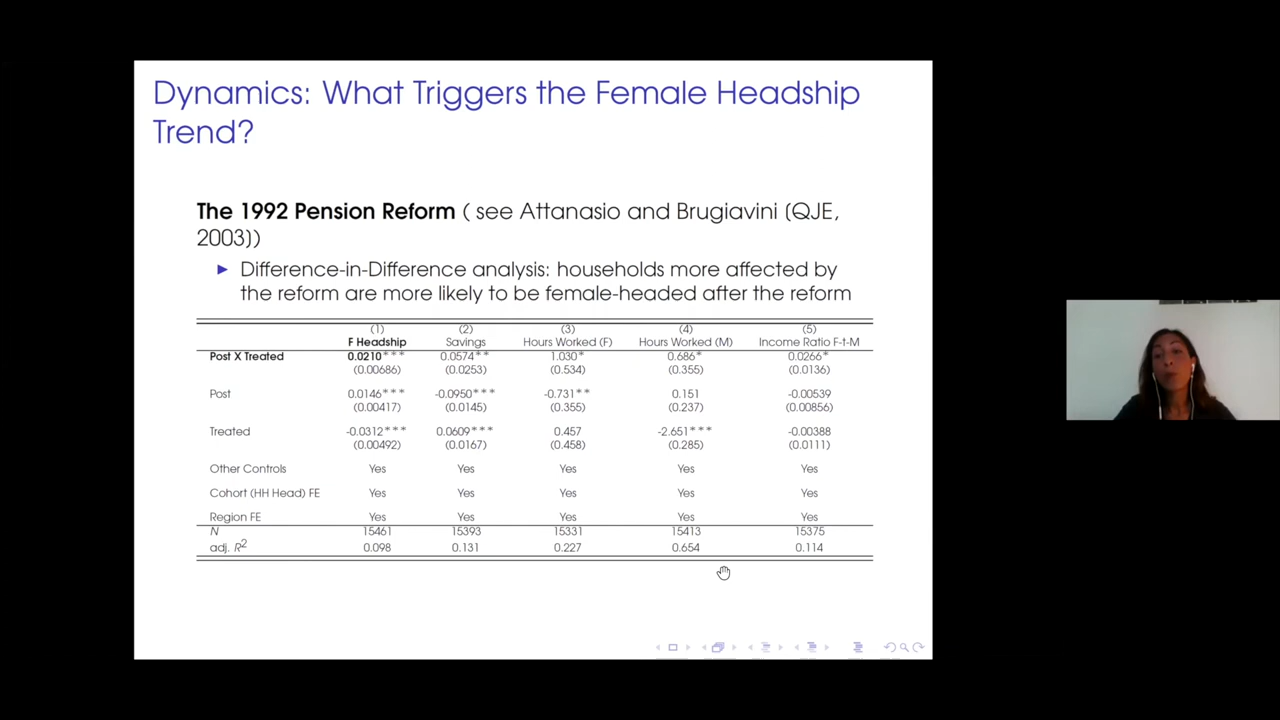 Dynamics: What Triggers the Female Headship
Trend?
The 1992 Pension Reform ( see Attanasio and Brugiavini (QJE,
2003))
► Difference-in-Difference analysis: households more affected by
the reform are more likely to be female-headed after the reform
(1) (2) (3) (4) (5)
F Headship Savings Hours Worked (F) Hours Worked (M) Income Ratio F-t-M
Post X Treated 0.0210*** 0.0574** 1.030* 0.686* 0.0266*
(0.00686) (0.0253) (0.534) (0.355) (0.0136)
Post 0.0146*** -0.0950*** -0.731** 0.151 -0.00539
(0.00417) (0.0145) (0.355) (0.237) (0.00856)
Treated -0.0312*** 0.0609*** 0.457 -2.651*** -0.00388
(0.00492) (0.0167) (0.458) (0.285) (0.0111)
Other Controls Yes Yes Yes Yes Yes
Cohort (HH Head) FE Yes Yes Yes Yes Yes
Region FE Yes Yes Yes Yes Yes
N 15461 15393 15331 15413 15375
adj. R2 0.098 0.131 0.227 0.654 0.114